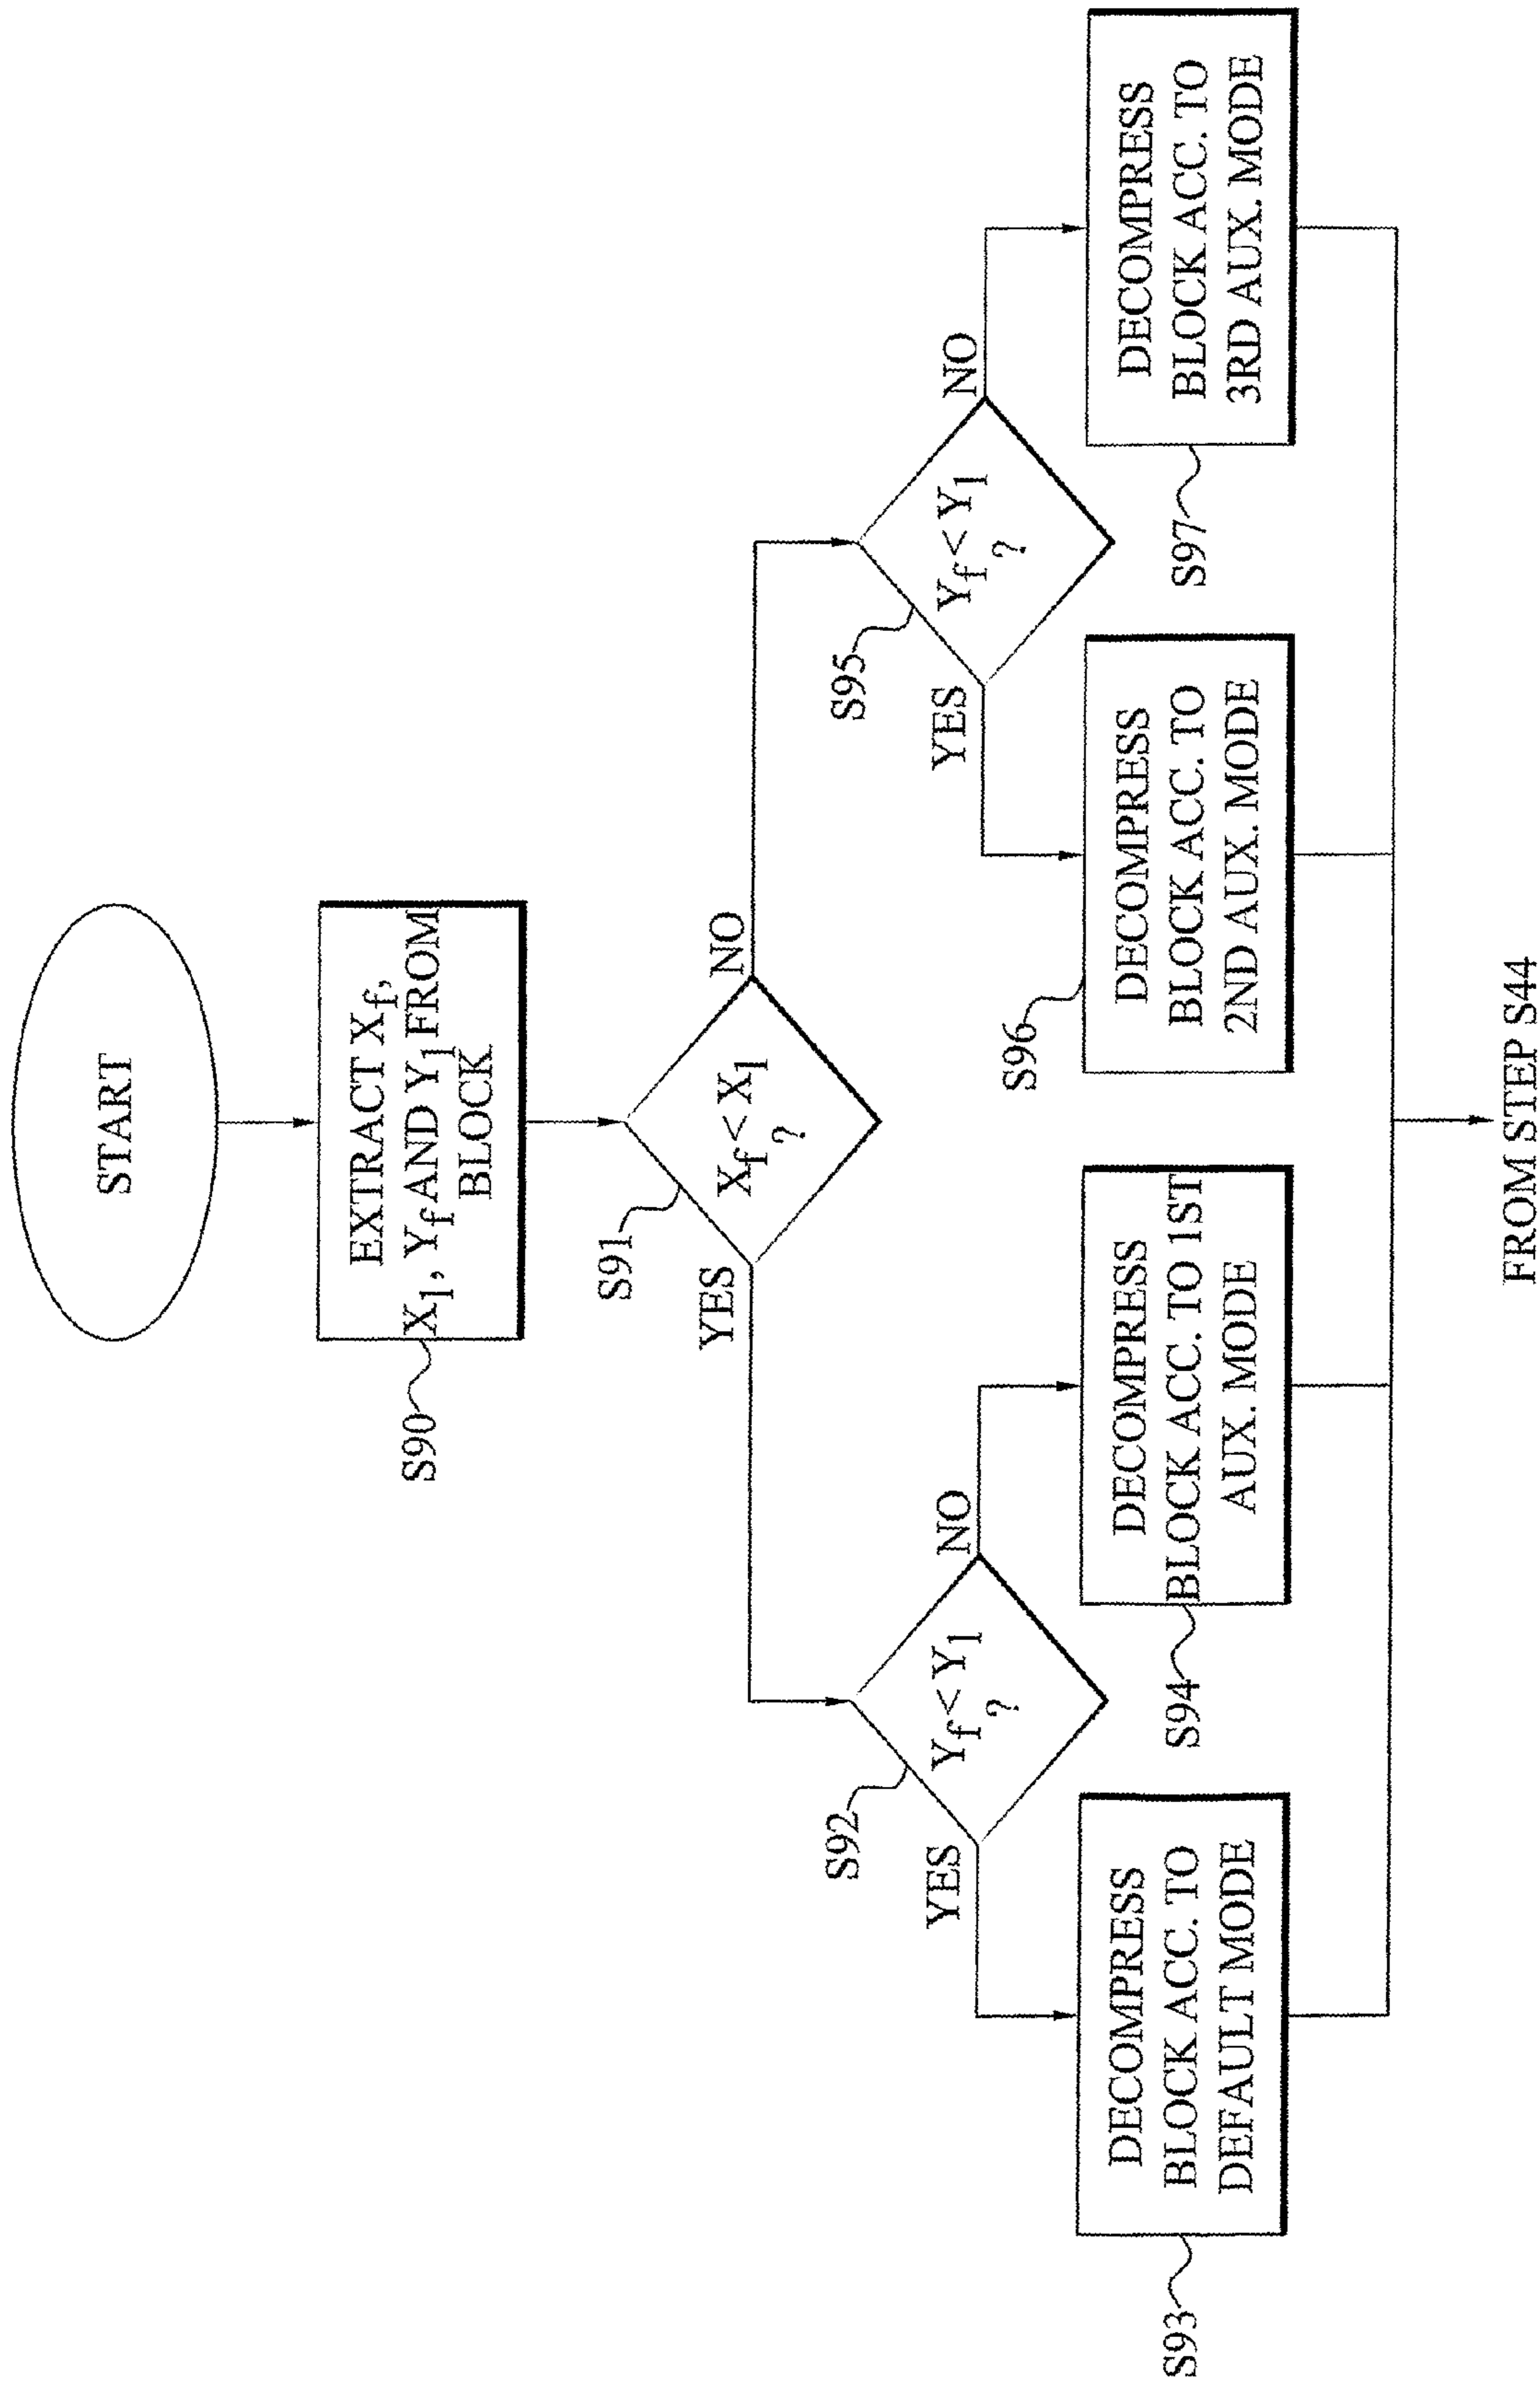 START
EXTRACT Xf,
X1, Yf AND Y1 FROM
BLOCK
S90
Xf < X1
?
S91
YES
NO
Yf < Y1
?
S92
YES
NO
Yf < Y1
?
S95
YES
NO
DECOMPRESS
BLOCK ACC. TO
DEFAULT MODE
S93
DECOMPRESS
BLOCK ACC. TO 1ST
AUX. MODE
S94
DECOMPRESS
BLOCK ACC. TO
2ND AUX. MODE
S96
DECOMPRESS
BLOCK ACC. TO
3RD AUX. MODE
S97
FROM STEP S44